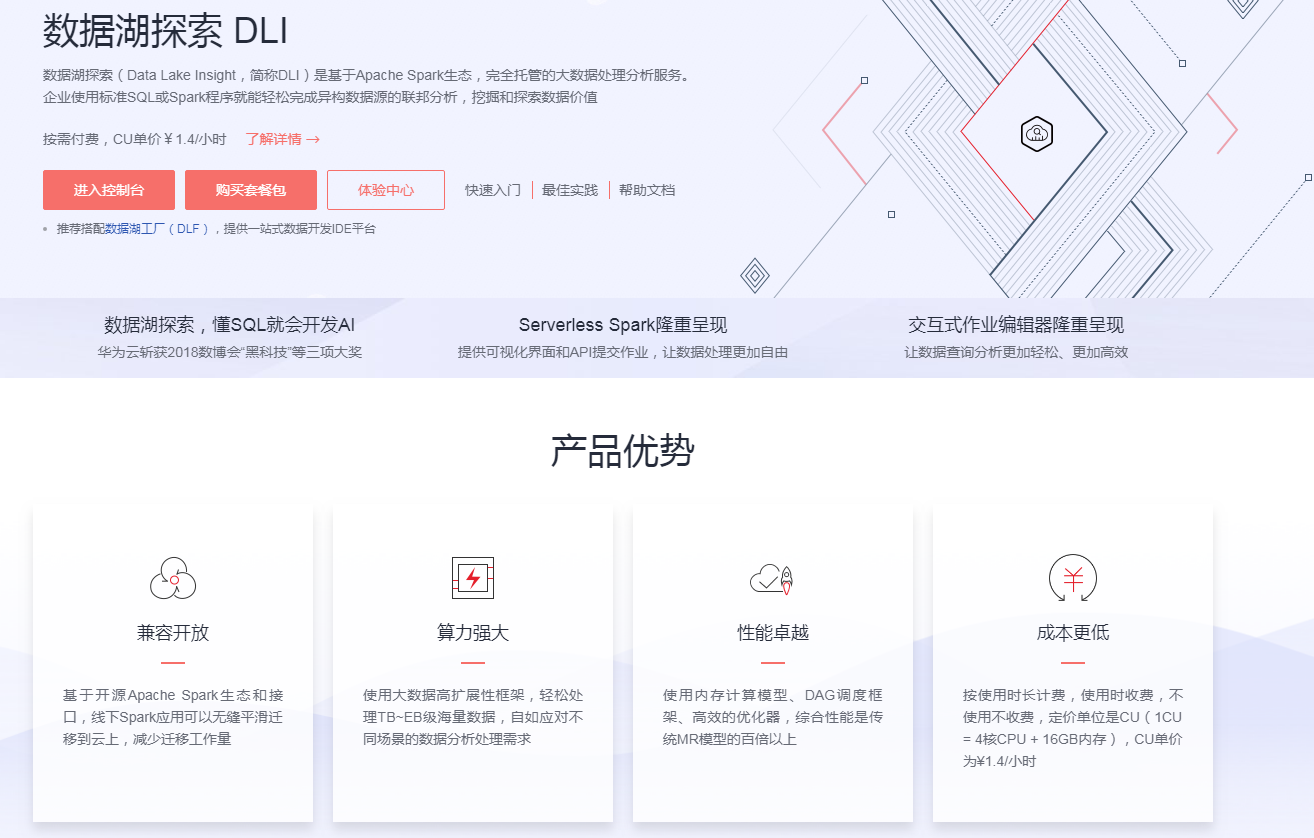 数据湖探索 DLI
数据湖探索（Data Lake Insight，简称DLI）是基于Apache Spark生态，完全托管的大数据处理分析服务。
企业使用标准SQL或Spark程序就能轻松完成异构数据源的联邦分析，挖掘和探索数据价值
按需付费，CU单价￥1.4/小时 了解详情 →
进入控制台 购买套餐包 体验中心 快速入门 最佳实践 帮助文档
• 推荐搭配数据湖工厂（DLF），提供一站式数据开发IDE平台
数据湖探索，懂SQL就会开发AI
华为云斩获2018数博会“黑科技”等三项大奖
Serverless Spark隆重呈现
提供可视化界面和API提交作业，让数据处理更加自由
交互式作业编辑器隆重呈现
让数据查询分析更加轻松、更加高效
产品优势
兼容开放
基于开源Apache Spark生态和接
口，线下Spark应用可以无缝平滑迁
移到云上，减少迁移工作量
算力强大
使用大数据高扩展性框架，轻松处
理TB~EB级海量数据，自如应对不
同场景的数据分析处理需求
性能卓越
使用内存计算模型、DAG调度框
架、高效的优化器，综合性能是传
统MR模型的百倍以上
成本更低
按使用时长计费，使用时收费，不
使用不收费，定价单位是CU（1CU
= 4核CPU + 16GB内存），CU单价
为¥1.4/小时